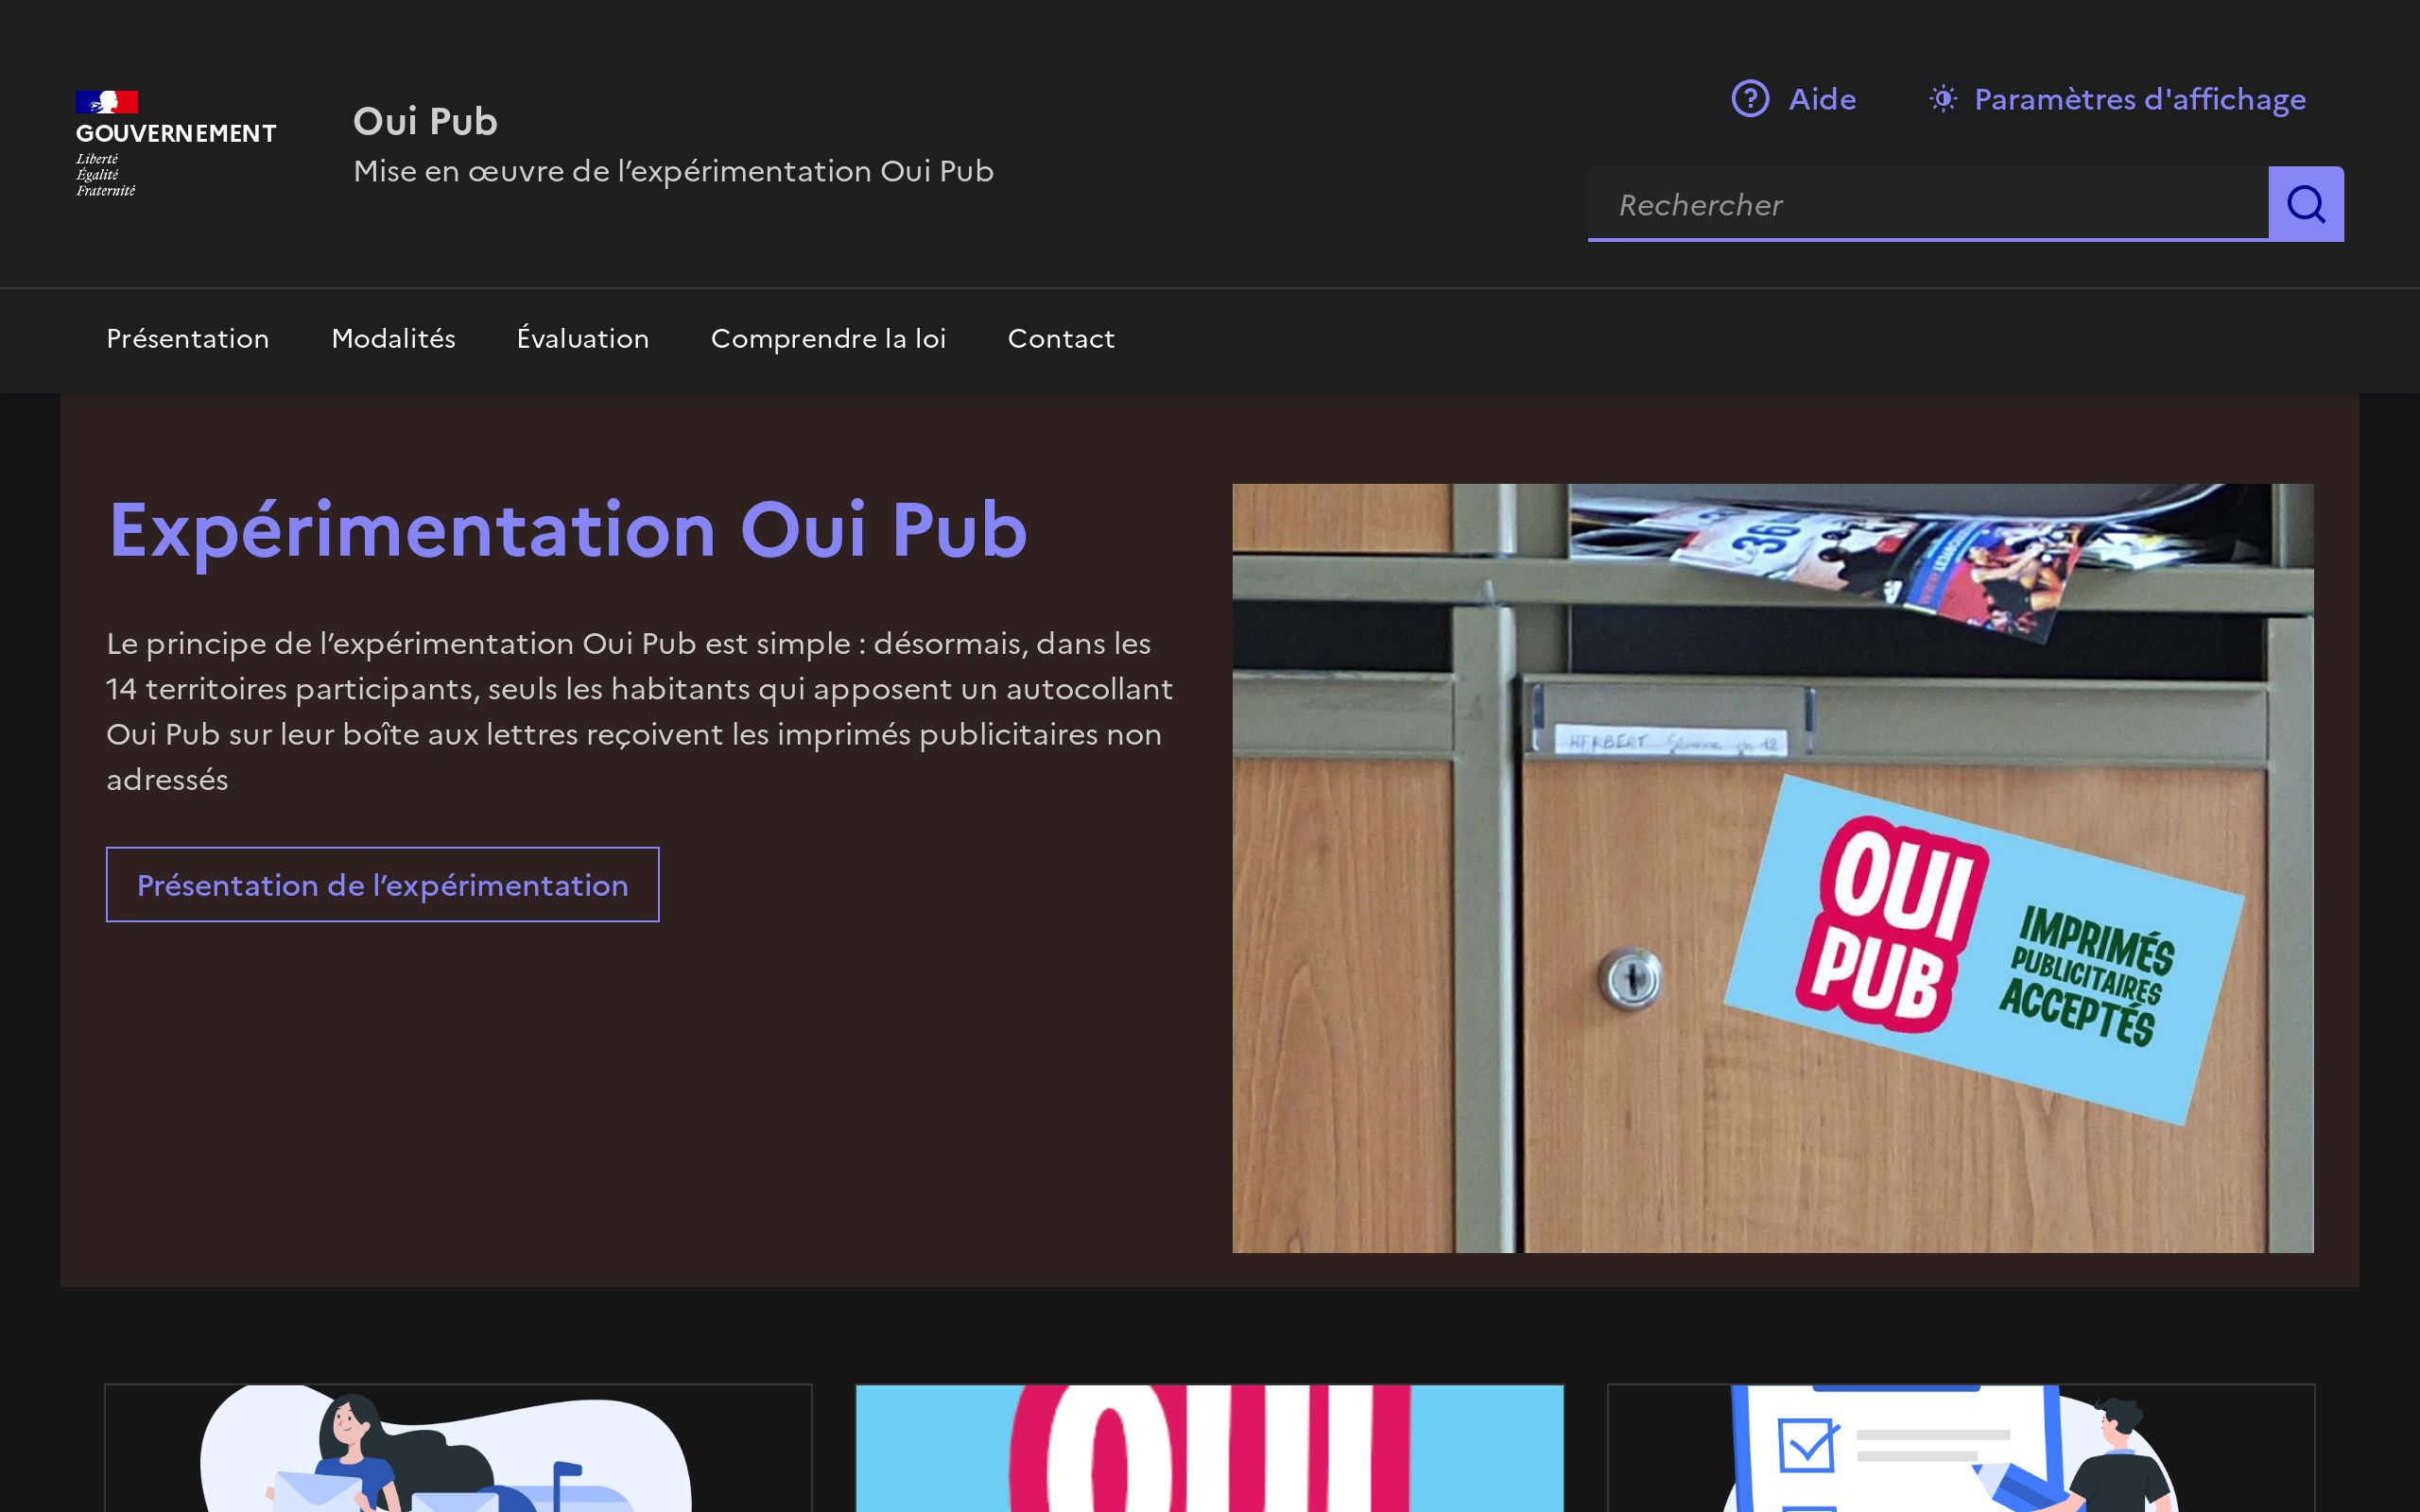 GOUVERNEMENT
Liberté
Égalité
Fraternité
Oui Pub
Mise en œuvre de l’expérimentation Oui Pub
Aide
Paramètres d'affichage
Rechercher
Présentation
Modalités
Évaluation
Comprendre la loi
Contact
Expérimentation Oui Pub
Le principe de l’expérimentation Oui Pub est simple : désormais, dans les
14 territoires participants, seuls les habitants qui apposent un autocollant
Oui Pub sur leur boîte aux lettres reçoivent les imprimés publicitaires non
adressés
Présentation de l’expérimentation
HERBERT
OUI
PUB
IMPRIMÉS
PUBLICITAIRES
ACCEPTÉS
OUI